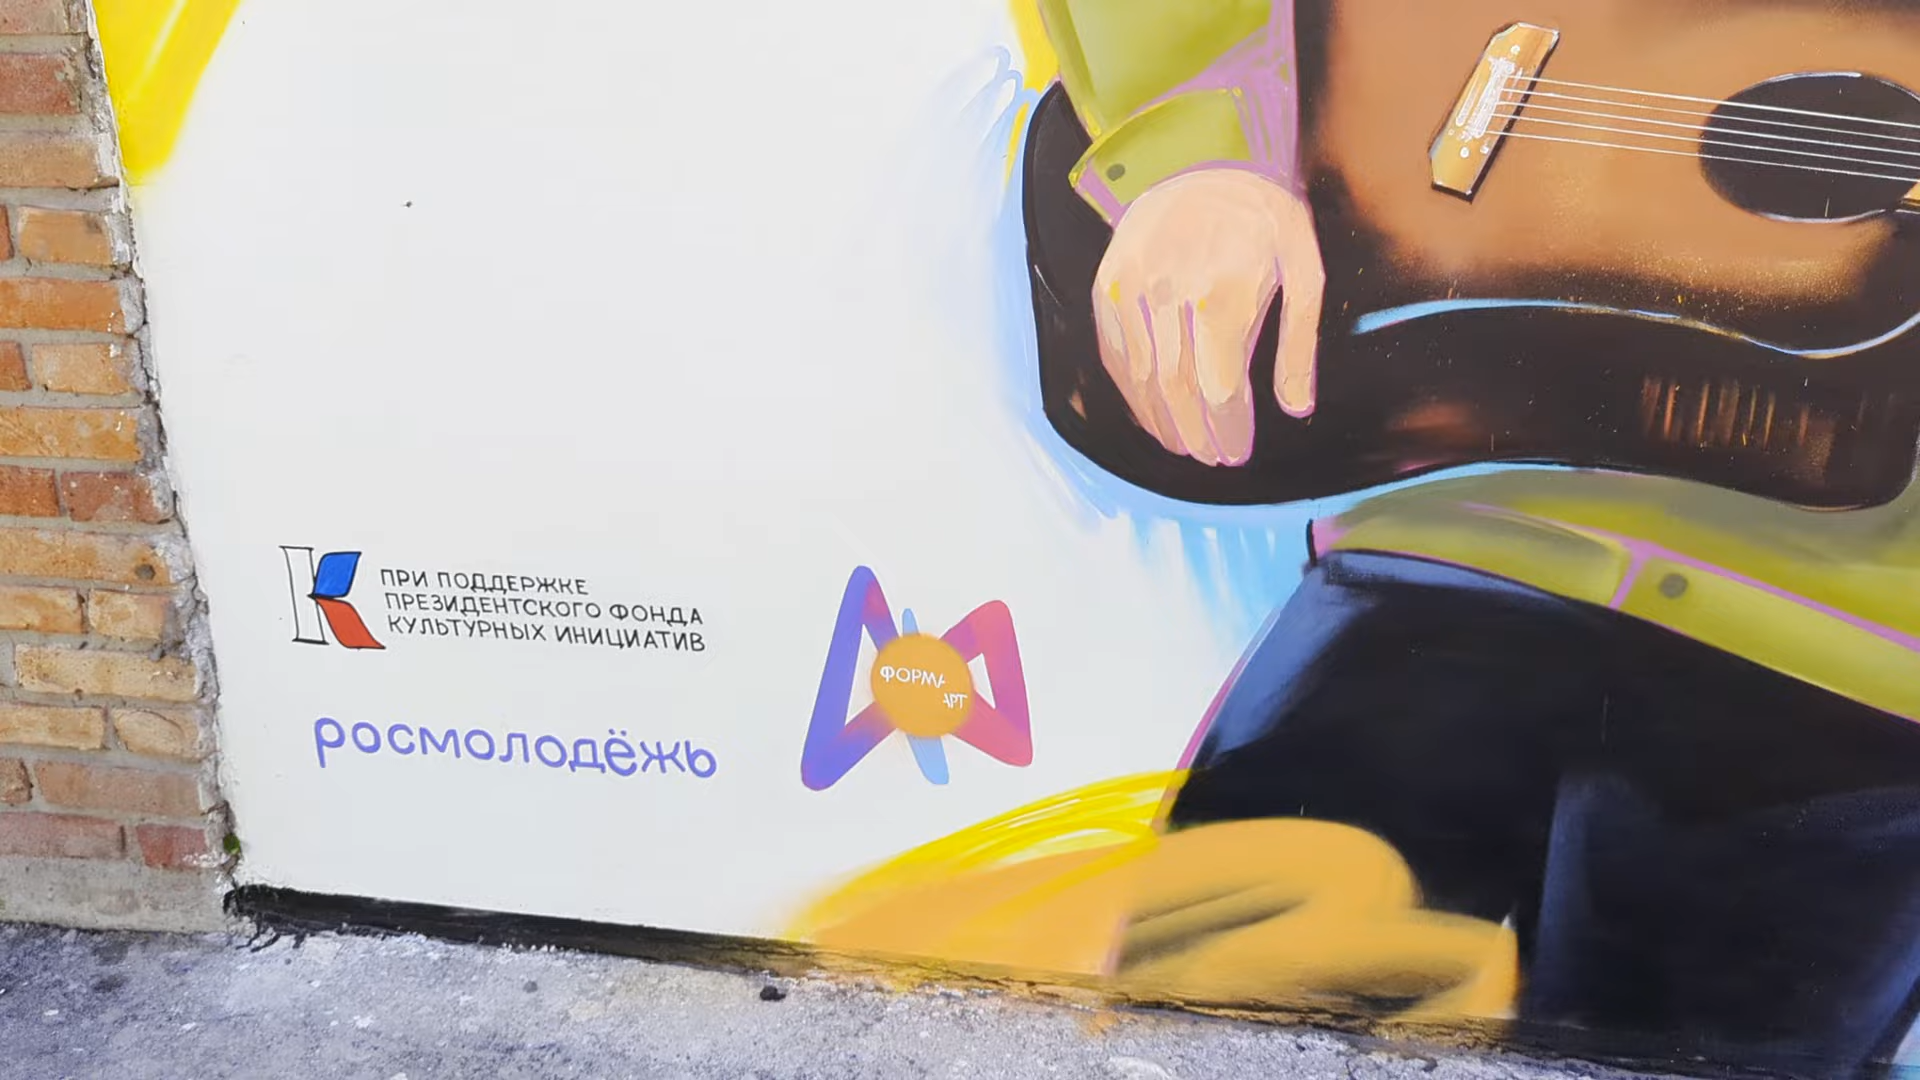 ПРИ ПОДДЕРЖКЕ
ПРЕЗИДЕНТСКОГО ФОНДА
КУЛЬТУРНЫХ ИНИЦИАТИВ
росмолодёжь
ФОРМА
АРТ